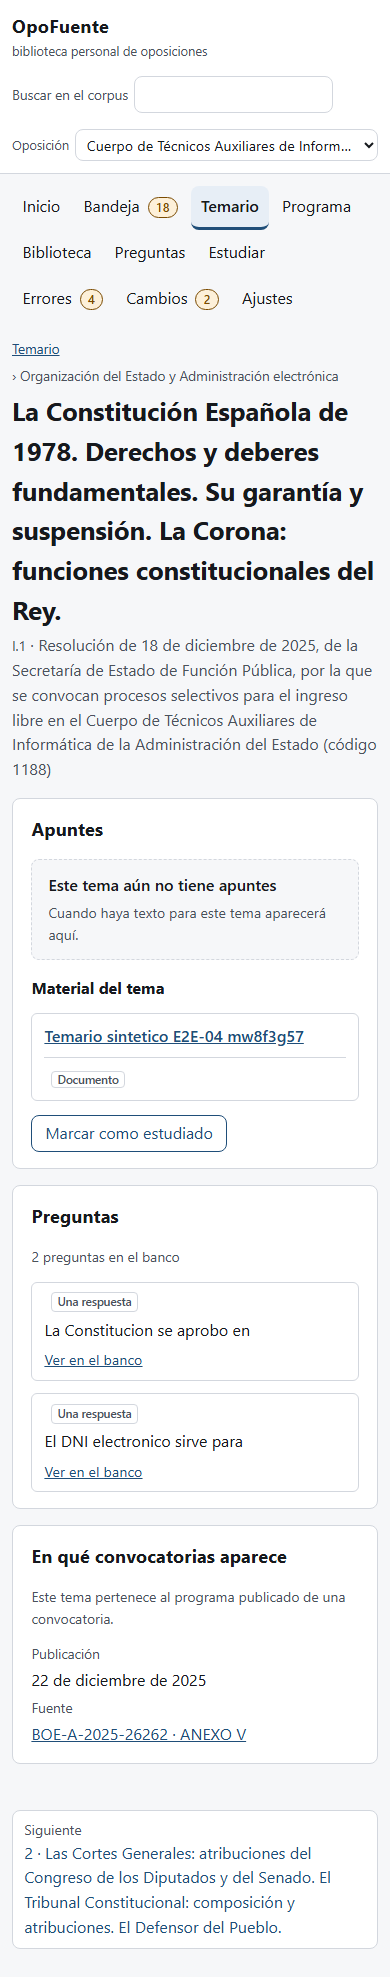 OpoFuente
biblioteca personal de oposiciones
Buscar en el corpus
Oposición Cuerpo de Técnicos Auxiliares de Inform...
Inicio Bandeja 18 Temario Programa
Biblioteca Preguntas Estudiar
Errores 4 Cambios 2 Ajustes
Temario
› Organización del Estado y Administración electrónica
La Constitución Española de
1978. Derechos y deberes
fundamentales. Su garantía y
suspensión. La Corona:
funciones constitucionales del
Rey.
I.1 · Resolución de 18 de diciembre de 2025, de la
Secretaría de Estado de Función Pública, por la que
se convocan procesos selectivos para el ingreso
libre en el Cuerpo de Técnicos Auxiliares de
Informática de la Administración del Estado (código
1188)
Apuntes
Este tema aún no tiene apuntes
Cuando haya texto para este tema aparecerá
aquí.
Material del tema
Temario sintetico E2E-04 mw8f3g57
Documento
Marcar como estudiado
Preguntas
2 preguntas en el banco
Una respuesta
La Constitucion se aprobo en
Ver en el banco
Una respuesta
El DNI electronico sirve para
Ver en el banco
En qué convocatorias aparece
Este tema pertenece al programa publicado de una
convocatoria.
Publicación
22 de diciembre de 2025
Fuente
BOE-A-2025-26262 · ANEXO V
Siguiente
2 · Las Cortes Generales: atribuciones del
Congreso de los Diputados y del Senado. El
Tribunal Constitucional: composición y
atribuciones. El Defensor del Pueblo.